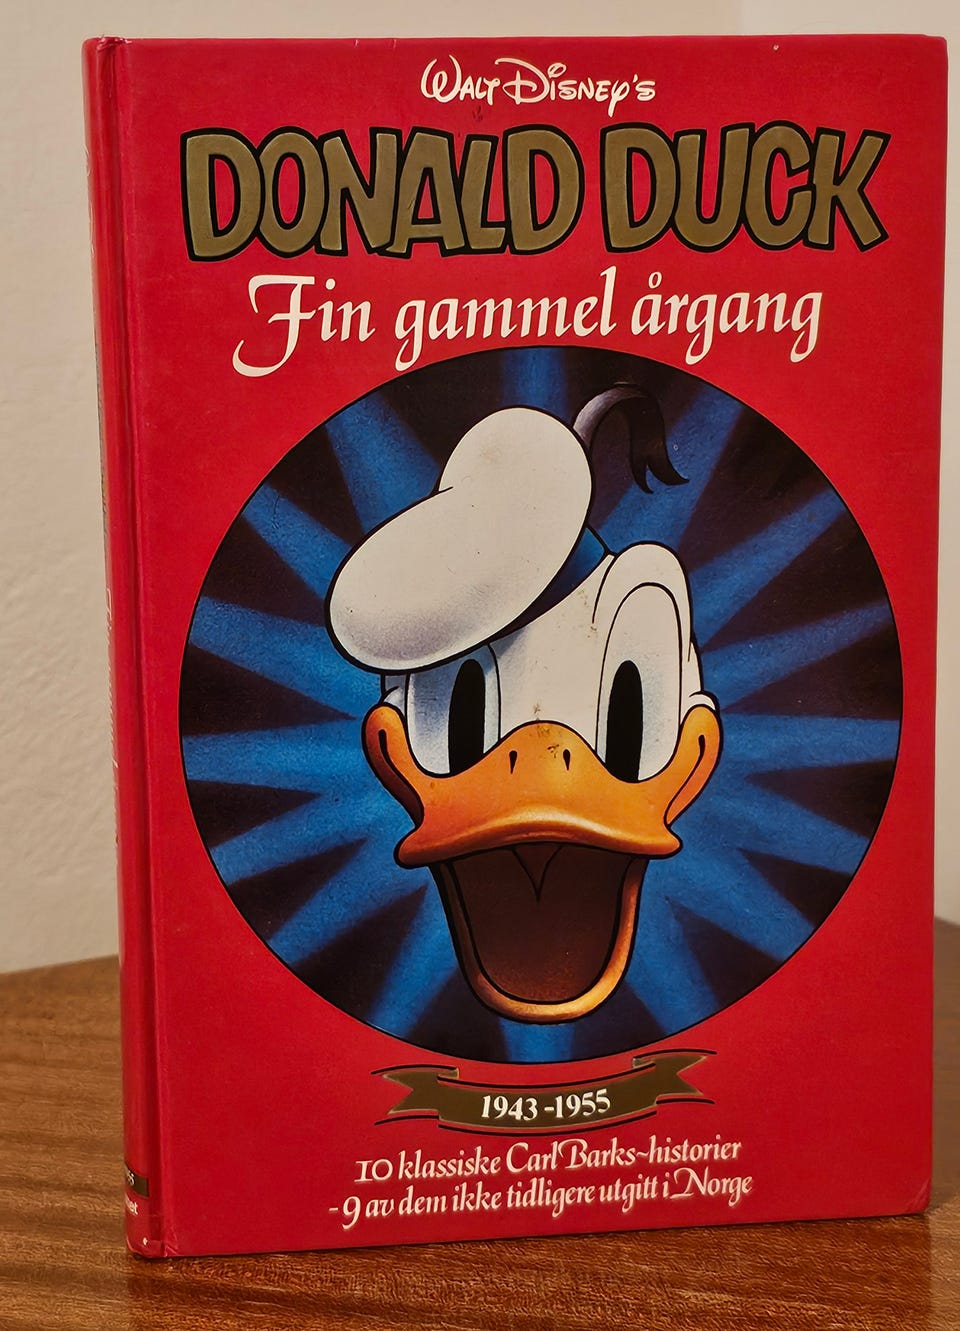 Walt Disney's
DONALD DUCK
Fin gammel årgang
1943-1955
10 klassiske Carl Barks-historier
- 9 av dem ikke tidligere utgitt i Norge